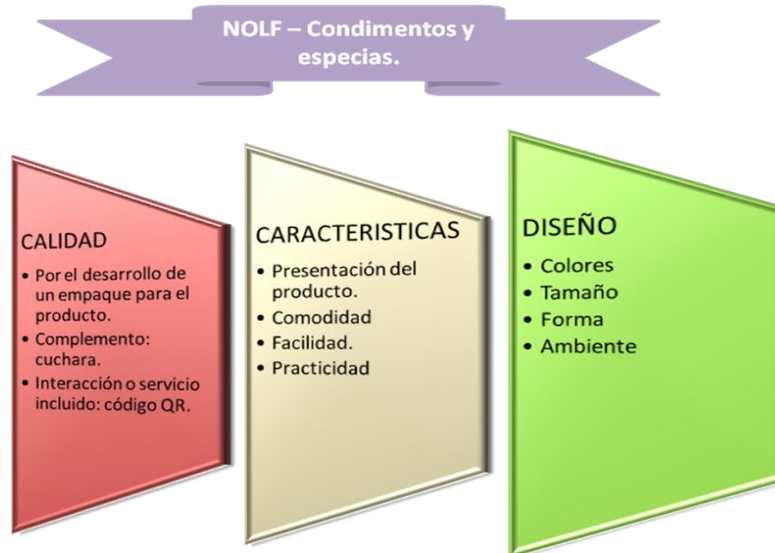 NOLF – Condimentos y
especias.
CALIDAD
• Por el desarrollo de
un empaque para el
producto.
• Complemento:
cuchara.
• Interacción o servicio
incluido: código QR.
CARACTERISTICAS
• Presentación del
producto.
• Comodidad
• Facilidad.
• Practicidad
DISEÑO
• Colores
• Tamaño
• Forma
• Ambiente